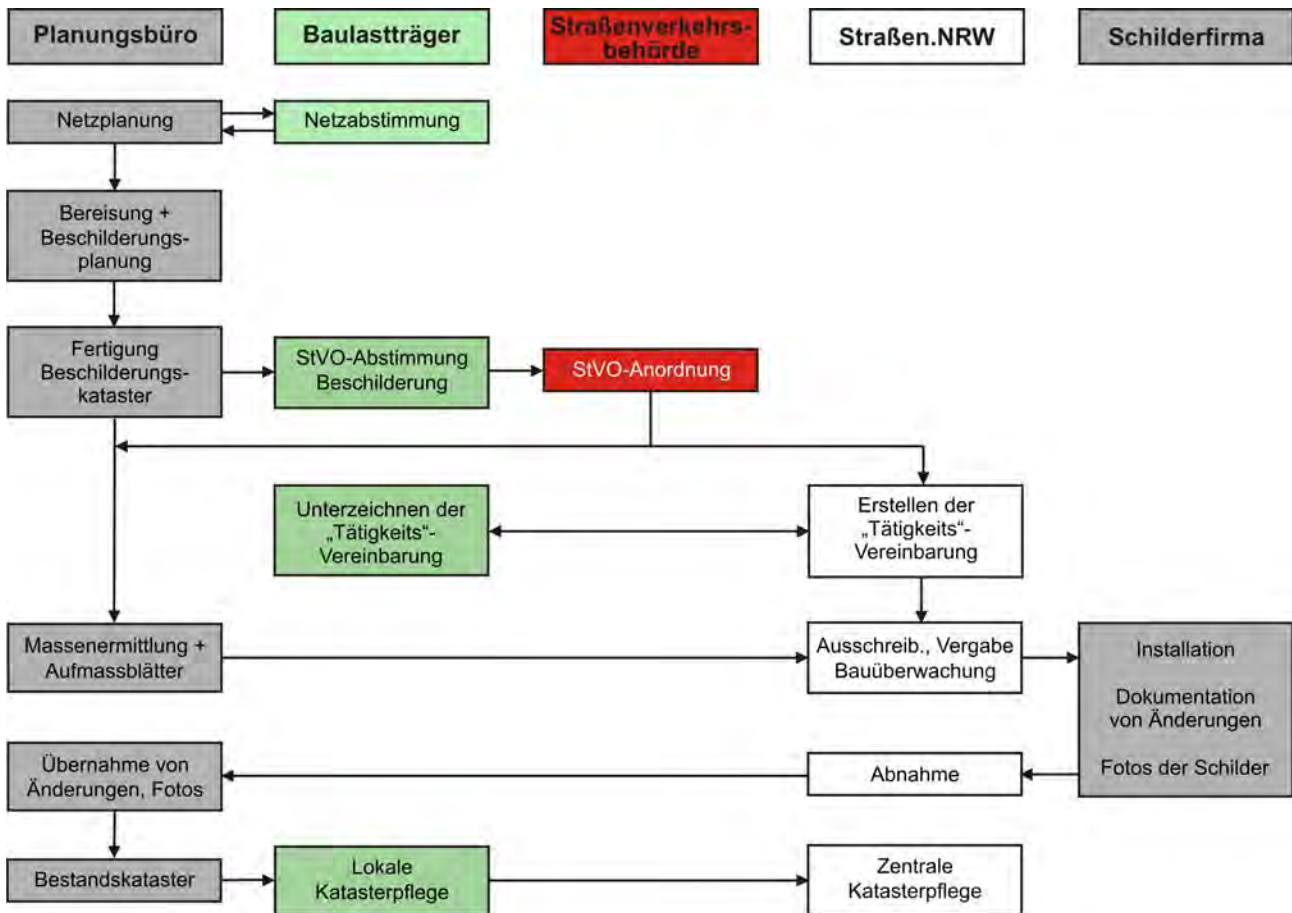 Planungsbüro
Baulastträger
Straßenverkehrs-
behörde
Straßen.NRW
Schilderfirma
Netzplanung
Netzabstimmung
Bereisung +
Beschilderungs-
planung
Fertigung
Beschilderungs-
kataster
StVO-Abstimmung
Beschilderung
StVO-Anordnung
Unterzeichnen der
„Tätigkeits“-
Vereinbarung
Erstellen der
„Tätigkeits“-
Vereinbarung
Massenermittlung +
Aufmassblätter
Ausschreib., Vergabe
Bauüberwachung
Installation
Dokumentation
von Änderungen
Fotos der Schilder
Übernahme von
Änderungen, Fotos
Abnahme
Bestandskataster
Lokale
Katasterpflege
Zentrale
Katasterpflege